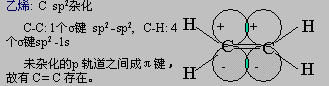 乙烯: C sp²杂化
C-C: 1个σ键 sp²-sp², C-H: 4
个σ键sp²-1s
未杂化的p轨道之间成π键，
故有C=C存在。
H H
+ +
C C
- -
H H